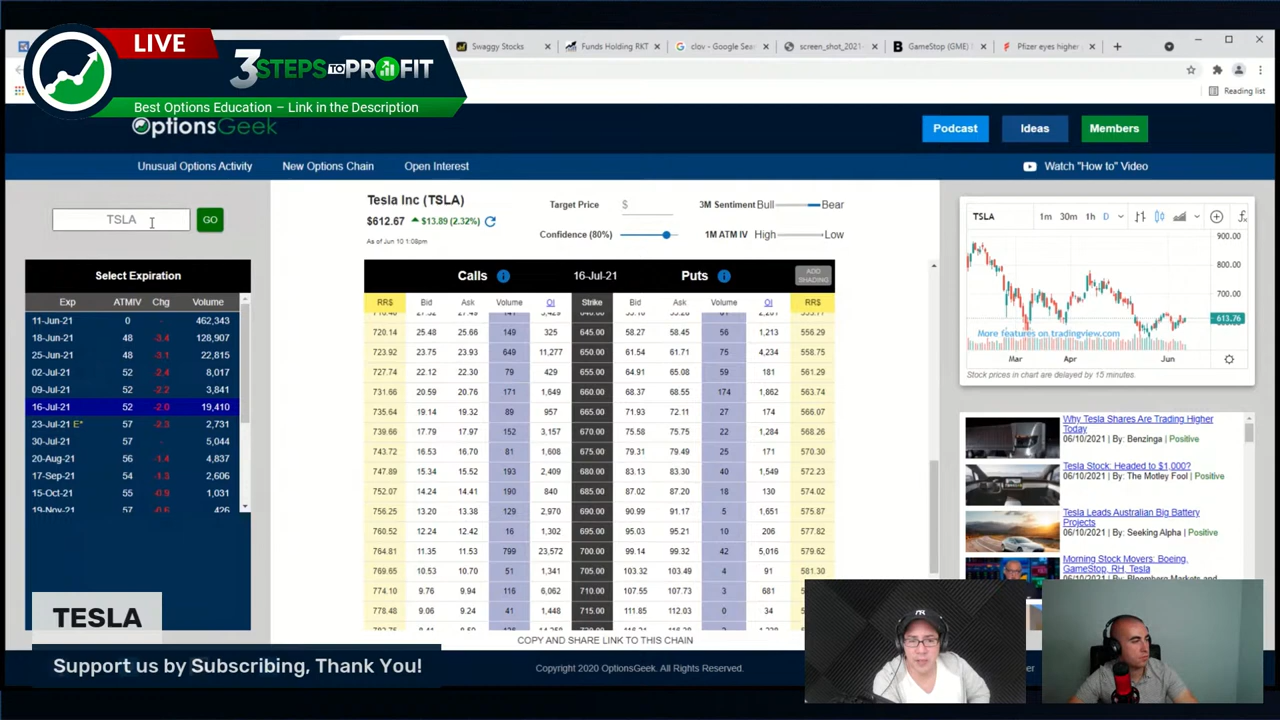 LIVE
3STEPSTOPROFIT
Best Options Education – Link in the Description
Swaggy Stocks
Funds Holding RKT
clov - Google Sea
screen_shot_2021-
GameStop (GME)
Pfizer eyes higher
Reading list
OptionsGeek
Podcast
Ideas
Members
Unusual Options Activity
New Options Chain
Open Interest
Watch "How to" Video
TSLA
GO
Tesla Inc (TSLA)
$612.67 $13.89 (2.32%)
As of Jun 10 1:08pm
Target Price $
3M Sentiment Bull Bear
Confidence (80%)
1M ATM IV High Low
Select Expiration
Exp ATMIV Chg Volume
11-Jun-21 0 - 462,343
18-Jun-21 48 -3.4 128,907
25-Jun-21 48 -3.1 22,815
02-Jul-21 52 -2.4 8,017
09-Jul-21 52 -2.2 3,841
16-Jul-21 52 -2.0 19,410
23-Jul-21 E* 57 -2.3 2,731
30-Jul-21 57 - 5,044
20-Aug-21 56 -1.4 4,837
17-Sep-21 54 -1.3 2,606
15-Oct-21 55 -0.9 1,031
19-Nov-21 57 -0.6 426
Calls 16-Jul-21 Puts
ADD SHADING
RR$ Bid Ask Volume OI Strike Bid Ask Volume OI RR$
720.14 25.48 25.66 149 325 645.00 58.27 58.45 56 1,213 556.29
723.92 23.75 23.93 649 11,277 650.00 61.54 61.71 75 4,234 558.75
727.74 22.12 22.30 79 429 655.00 64.91 65.08 59 181 561.29
731.66 20.59 20.76 171 1,649 660.00 68.37 68.55 174 1,862 563.74
735.64 19.14 19.32 89 957 665.00 71.93 72.11 27 174 566.07
739.66 17.79 17.97 152 3,157 670.00 75.58 75.75 22 1,284 568.26
743.72 16.53 16.70 81 1,608 675.00 79.31 79.49 25 171 570.30
747.89 15.34 15.52 193 2,409 680.00 83.13 83.30 40 1,549 572.23
752.07 14.24 14.41 190 840 685.00 87.02 87.20 18 130 574.02
756.25 13.20 13.38 129 2,970 690.00 90.99 91.17 5 1,651 575.87
760.52 12.24 12.42 16 1,302 695.00 95.03 95.21 10 206 577.82
764.81 11.35 11.53 799 23,572 700.00 99.14 99.32 42 5,016 579.62
769.65 10.53 10.70 51 1,341 705.00 103.32 103.49 4 91 581.30
774.10 9.76 9.94 116 6,062 710.00 107.55 107.73 3 681
778.48 9.06 9.24 41 1,448 715.00 111.85 112.03 0 34
COPY AND SHARE LINK TO THIS CHAIN
Copyright 2020 OptionsGeek. All Rights Reserved.
TSLA 1m 30m 1h D
900.00
800.00
700.00
613.76
More features on tradingview.com
Mar Apr Jun
Stock prices in chart are delayed by 15 minutes.
Why Tesla Shares Are Trading Higher
Today
06/10/2021 | By: Benzinga | Positive
Tesla Stock: Headed to $1,000?
06/10/2021 | By: The Motley Fool | Positive
Tesla Leads Australian Big Battery
Projects
06/10/2021 | By: Seeking Alpha | Positive
Morning Stock Movers: Boeing,
GameStop, RH, Tesla
TESLA
Support us by Subscribing, Thank You!